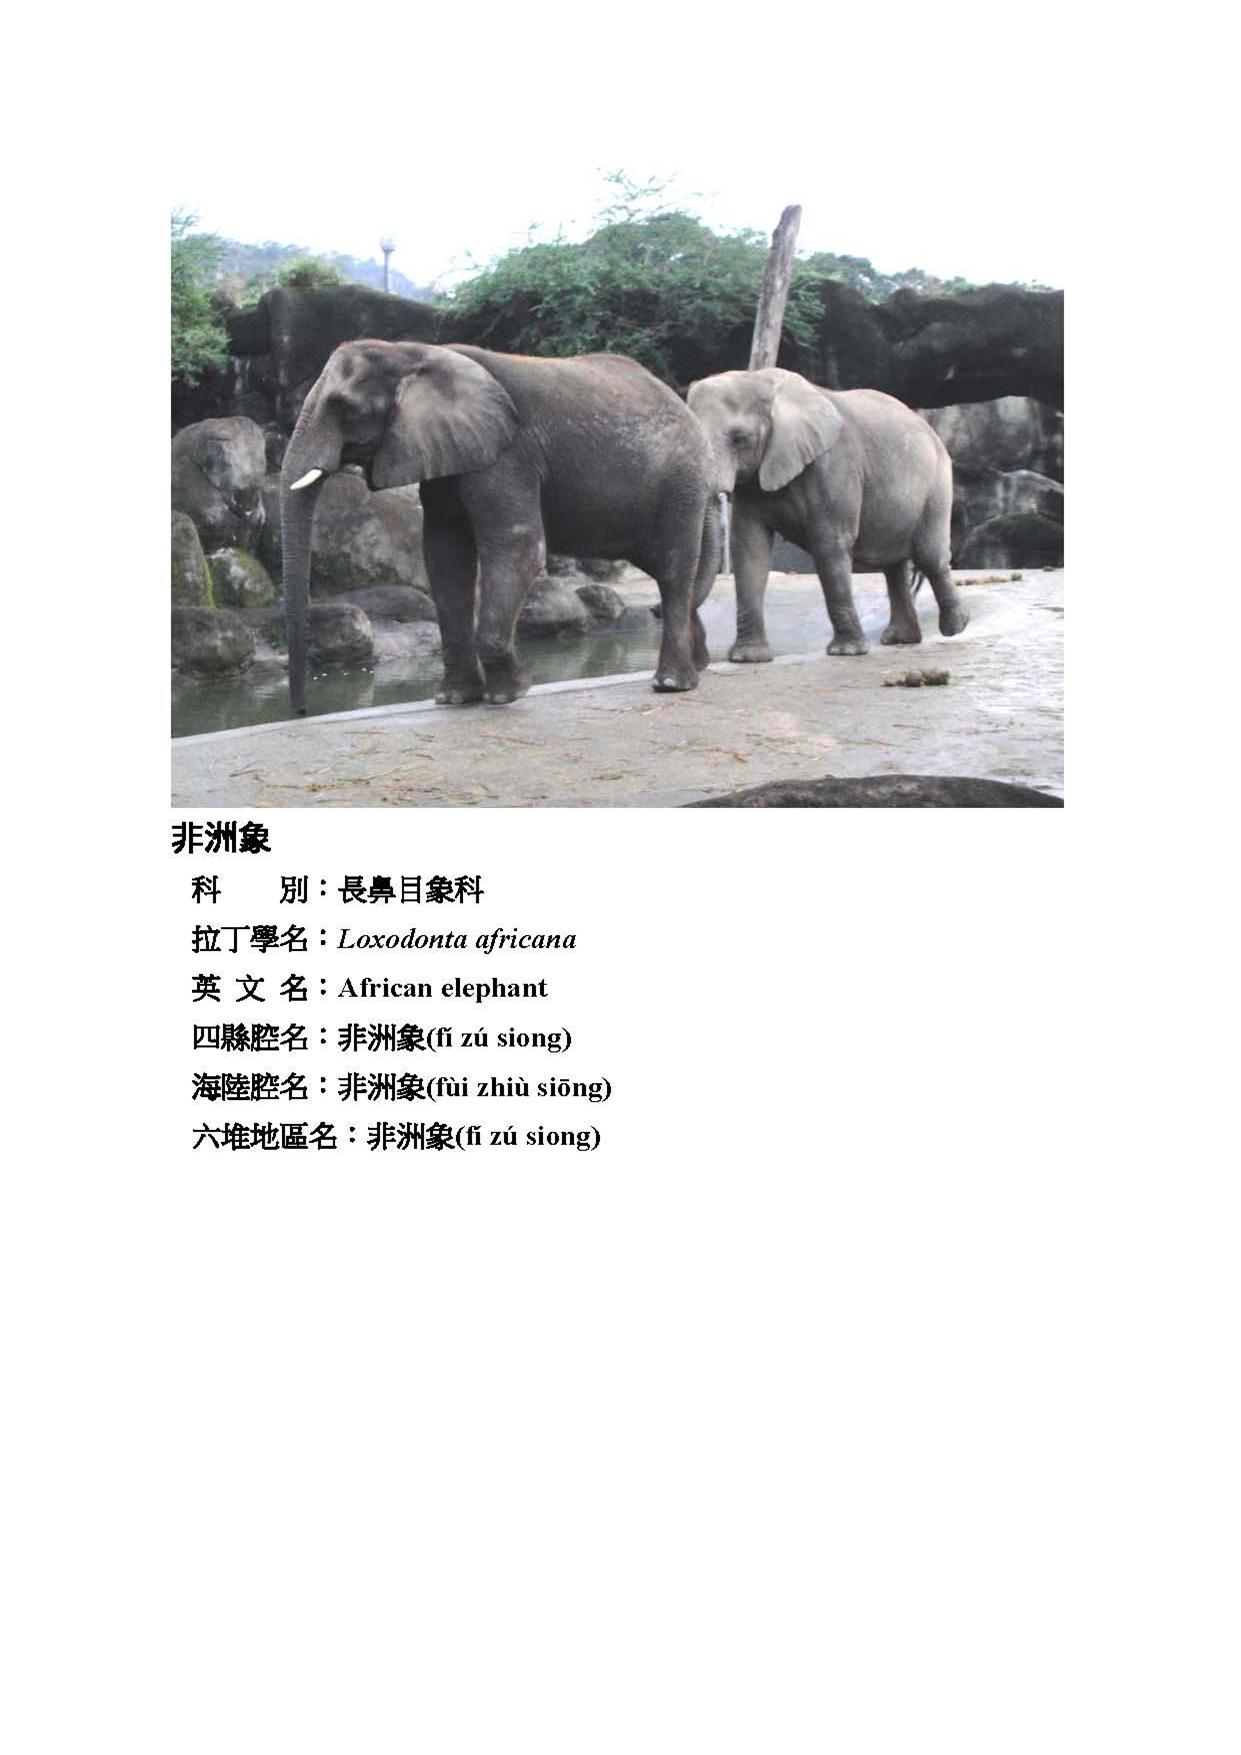 非洲象
科　　別：長鼻目象科
拉丁學名：Loxodonta africana
英 文 名：African elephant
四縣腔名：非洲象(fí zú siong)
海陸腔名：非洲象(fùi zhiù siōng)
六堆地區名：非洲象(fí zú siong)